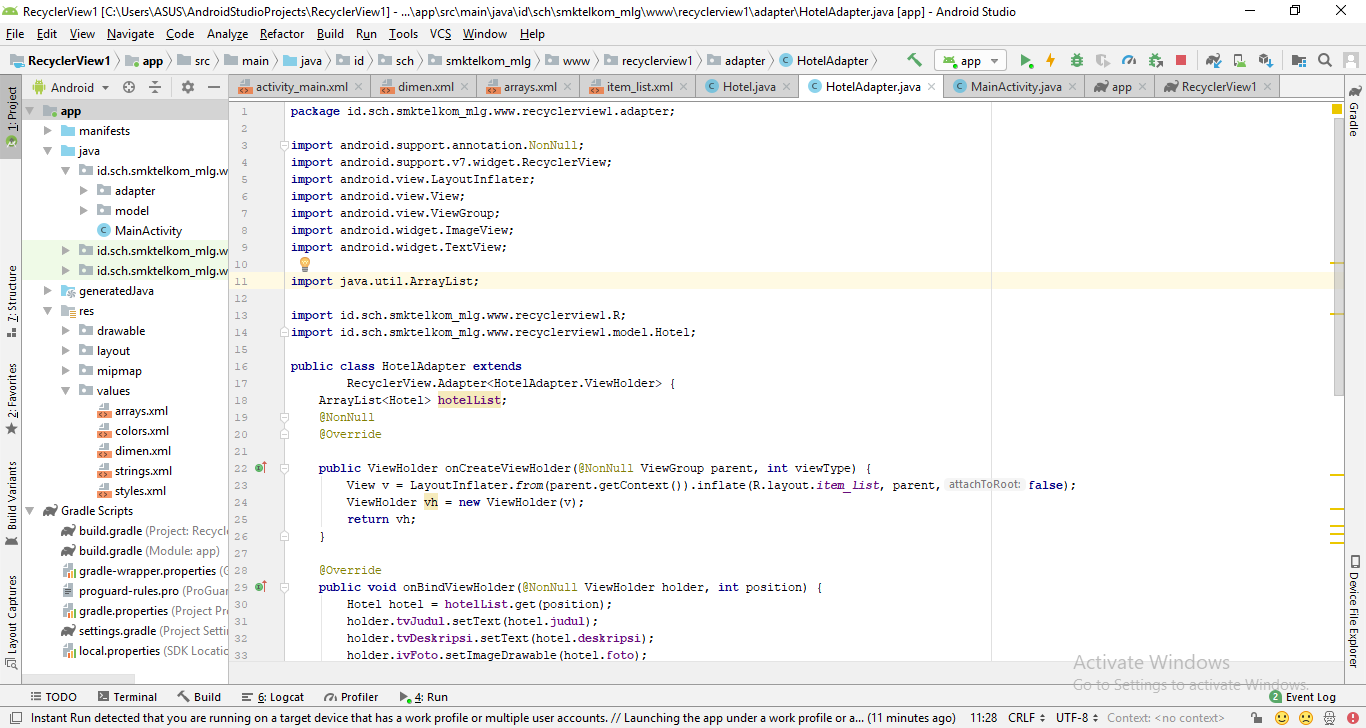 RecyclerView1 [C:\Users\ASUS\AndroidStudioProjects\RecyclerView1] - ...\app\src\main\java\id\sch\smktelkom_mlg\www\recyclerview1\adapter\HotelAdapter.java [app] - Android Studio
File Edit View Navigate Code Analyze Refactor Build Run Tools VCS Window Help
RecyclerView1 app src main java id sch smktelkom_mlg www recyclerview1 adapter HotelAdapter app
Android activity_main.xml dimen.xml arrays.xml item_list.xml Hotel.java HotelAdapter.java MainActivity.java app RecyclerView1
1: Project
7: Structure
2: Favorites
Build Variants
Layout Captures
app
manifests
java
id.sch.smktelkom_mlg.w
adapter
model
MainActivity
id.sch.smktelkom_mlg.w
id.sch.smktelkom_mlg.w
generatedJava
res
drawable
layout
mipmap
values
arrays.xml
colors.xml
dimen.xml
strings.xml
styles.xml
Gradle Scripts
build.gradle (Project: Recycl
build.gradle (Module: app)
gradle-wrapper.properties (G
proguard-rules.pro (ProGuar
gradle.properties (Project Pr
settings.gradle (Project Setti
local.properties (SDK Locatic
1 package id.sch.smktelkom_mlg.www.recyclerview1.adapter;
2
3 import android.support.annotation.NonNull;
4 import android.support.v7.widget.RecyclerView;
5 import android.view.LayoutInflater;
6 import android.view.View;
7 import android.view.ViewGroup;
8 import android.widget.ImageView;
9 import android.widget.TextView;
10
11 import java.util.ArrayList;
12
13 import id.sch.smktelkom_mlg.www.recyclerview1.R;
14 import id.sch.smktelkom_mlg.www.recyclerview1.model.Hotel;
15
16 public class HotelAdapter extends
17 RecyclerView.Adapter<HotelAdapter.ViewHolder> {
18 ArrayList<Hotel> hotelList;
19 @NonNull
20 @Override
21
22 public ViewHolder onCreateViewHolder(@NonNull ViewGroup parent, int viewType) {
23 View v = LayoutInflater.from(parent.getContext()).inflate(R.layout.item_list, parent, attachToRoot: false);
24 ViewHolder vh = new ViewHolder(v);
25 return vh;
26 }
27
28 @Override
29 public void onBindViewHolder(@NonNull ViewHolder holder, int position) {
30 Hotel hotel = hotelList.get(position);
31 holder.tvJudul.setText(hotel.judul);
32 holder.tvDeskripsi.setText(hotel.deskripsi);
33 holder.ivFoto.setImageDrawable(hotel.foto);
Gradle
Device File Explorer
Activate Windows
Go to Settings to activate Windows.
TODO Terminal Build 6: Logcat Profiler 4: Run 2 Event Log
Instant Run detected that you are running on a target device that has a work profile or multiple user accounts. // Launching the app under a work profile or a... (11 minutes ago) 11:28 CRLF UTF-8 Context: <no context>